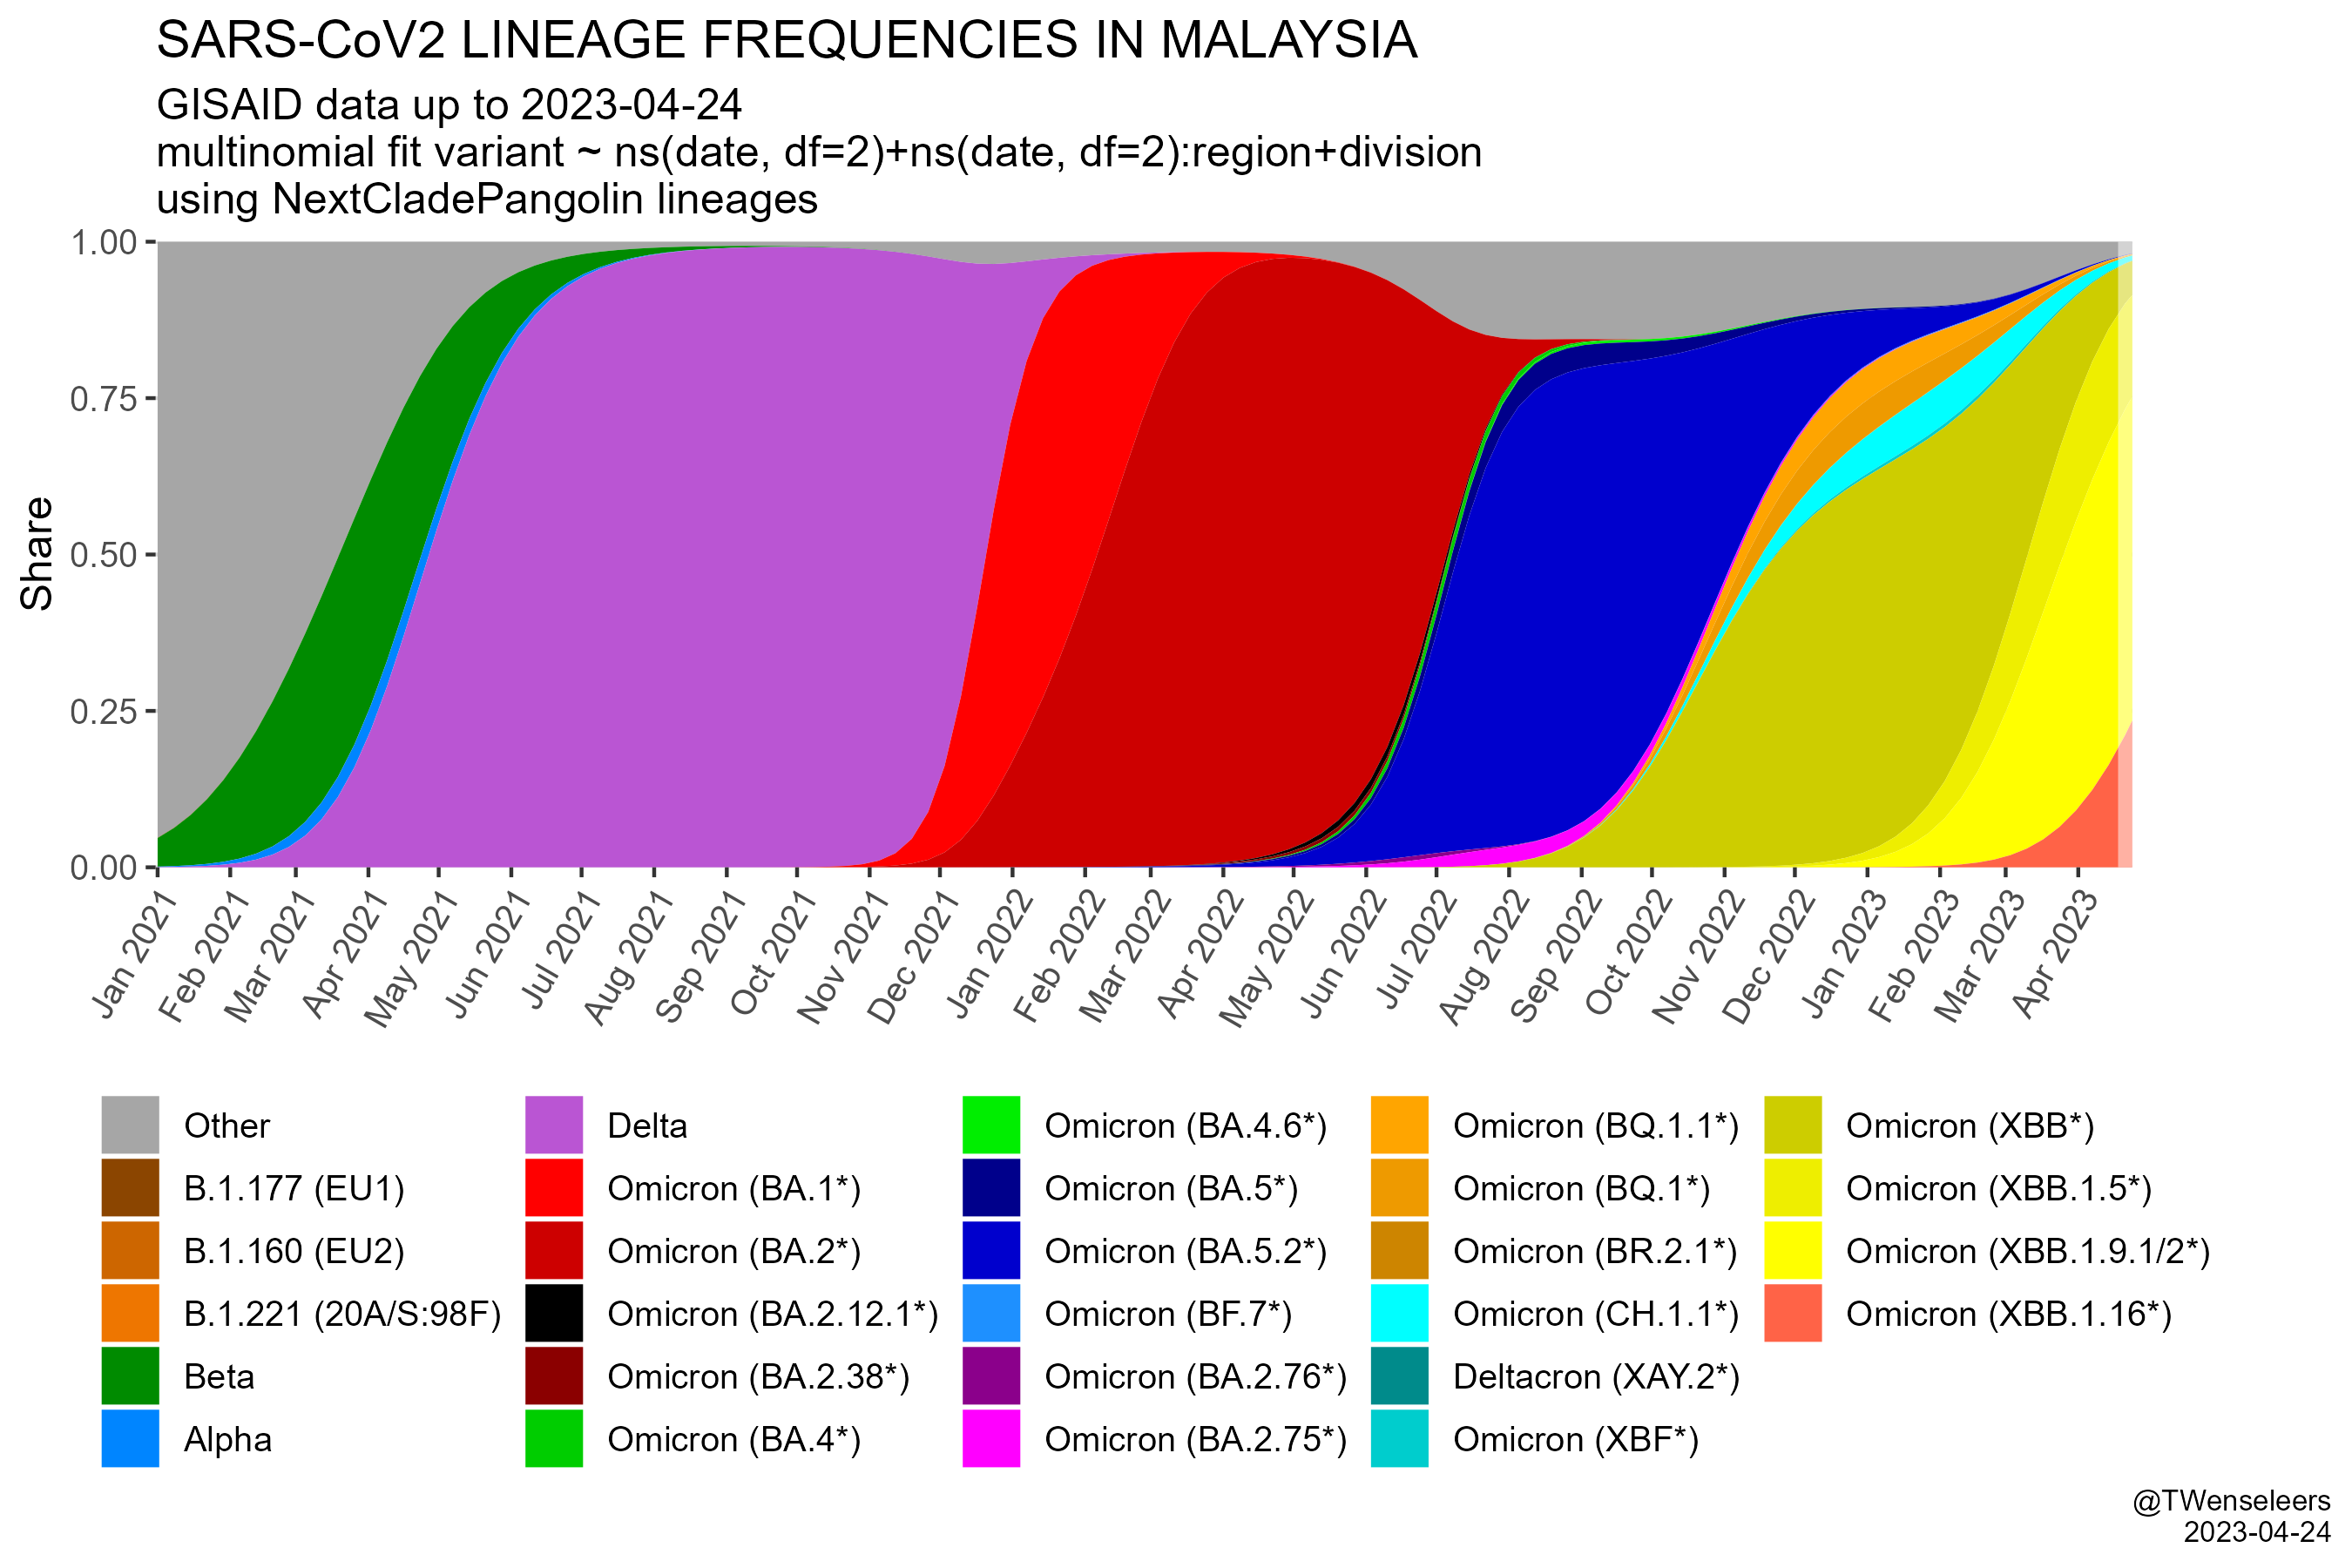 SARS-CoV2 LINEAGE FREQUENCIES IN MALAYSIA
GISAID data up to 2023-04-24
multinomial fit variant ~ ns(date, df=2)+ns(date, df=2):region+division
using NextCladePangolin lineages
Share
1.00
0.75
0.50
0.25
0.00
Jan 2021
Feb 2021
Mar 2021
Apr 2021
May 2021
Jun 2021
Jul 2021
Aug 2021
Sep 2021
Oct 2021
Nov 2021
Dec 2021
Jan 2022
Feb 2022
Mar 2022
Apr 2022
May 2022
Jun 2022
Jul 2022
Aug 2022
Sep 2022
Oct 2022
Nov 2022
Dec 2022
Jan 2023
Feb 2023
Mar 2023
Apr 2023
Other
B.1.177 (EU1)
B.1.160 (EU2)
B.1.221 (20A/S:98F)
Beta
Alpha
Delta
Omicron (BA.1*)
Omicron (BA.2*)
Omicron (BA.2.12.1*)
Omicron (BA.2.38*)
Omicron (BA.4*)
Omicron (BA.4.6*)
Omicron (BA.5*)
Omicron (BA.5.2*)
Omicron (BF.7*)
Omicron (BA.2.76*)
Omicron (BA.2.75*)
Omicron (BQ.1.1*)
Omicron (BQ.1*)
Omicron (BR.2.1*)
Omicron (CH.1.1*)
Deltacron (XAY.2*)
Omicron (XBF*)
Omicron (XBB*)
Omicron (XBB.1.5*)
Omicron (XBB.1.9.1/2*)
Omicron (XBB.1.16*)
@TWenseleers
2023-04-24